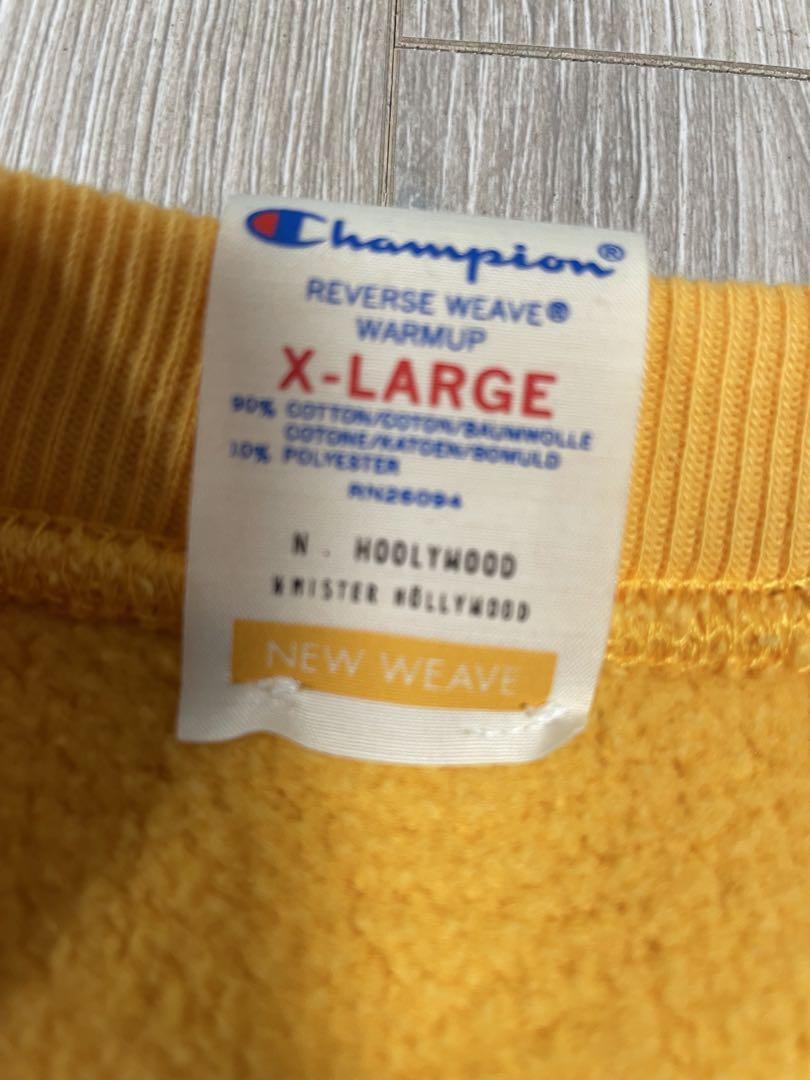 Champion®
REVERSE WEAVE®
WARMUP
X-LARGE
90% COTTON/COTON/BAUMWOLLE
COTONE/KATOEN/BOMULD
10% POLYESTER
RN26094
N. HOOLYWOOD
MISTER HOLLYWOOD
NEW WEAVE